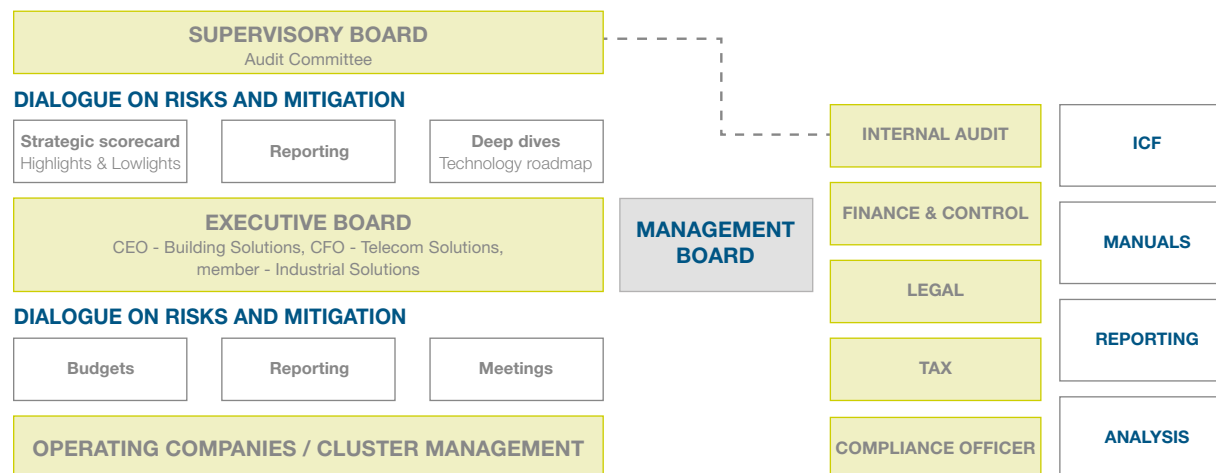 SUPERVISORY BOARD
Audit Committee
DIALOGUE ON RISKS AND MITIGATION
Strategic scorecard
Highlights & Lowlights
Reporting
Deep dives
Technology roadmap
EXECUTIVE BOARD
CEO - Building Solutions, CFO - Telecom Solutions,
member - Industrial Solutions
DIALOGUE ON RISKS AND MITIGATION
Budgets
Reporting
Meetings
OPERATING COMPANIES / CLUSTER MANAGEMENT
MANAGEMENT
BOARD
INTERNAL AUDIT
FINANCE & CONTROL
LEGAL
TAX
COMPLIANCE OFFICER
ICF
MANUALS
REPORTING
ANALYSIS